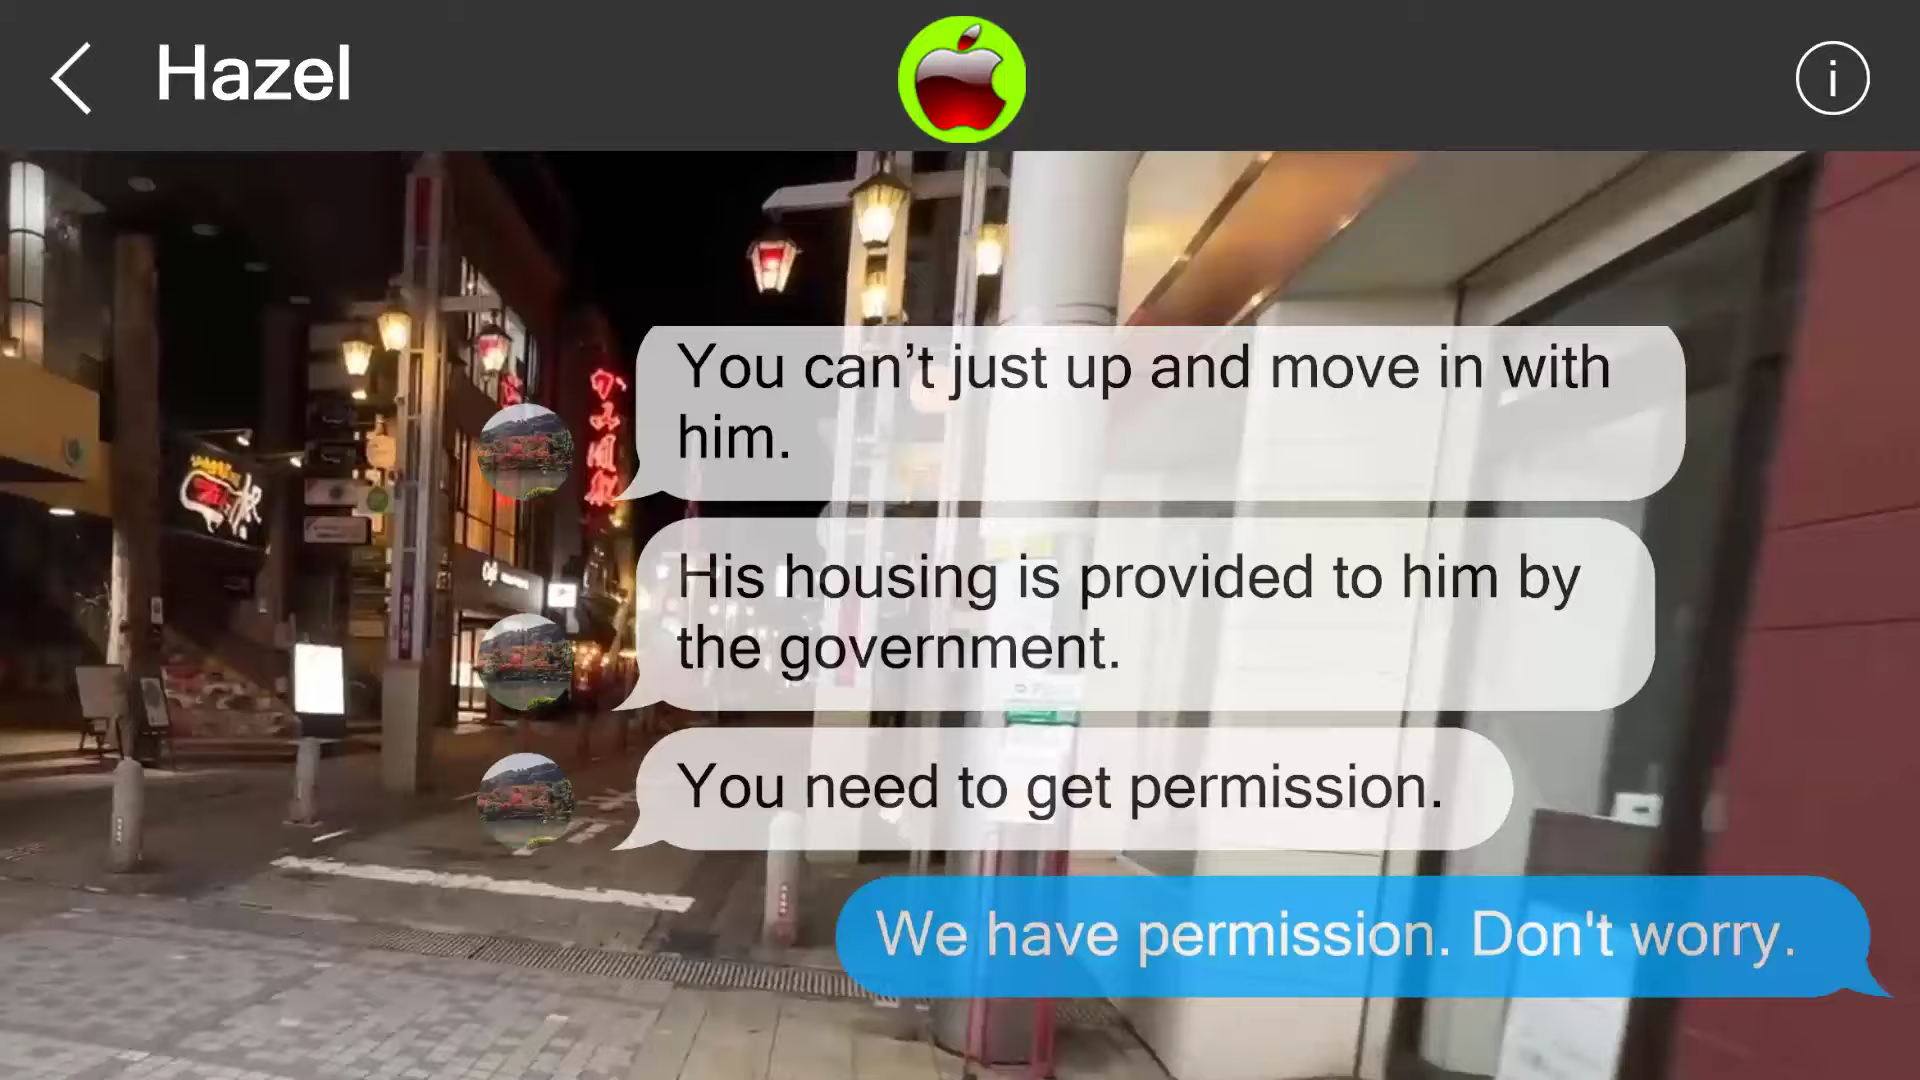 Hazel
You can’t just up and move in with
him.
His housing is provided to him by
the government.
You need to get permission.
We have permission. Don't worry.